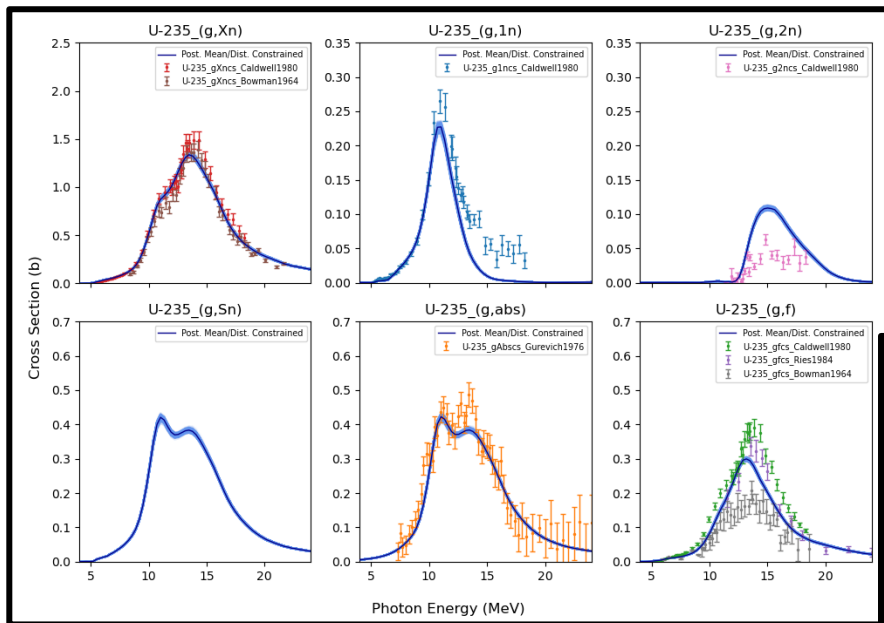 U-235_(g,Xn)
2.5
2.0
1.5
1.0
0.5
0.0
Post. Mean/Dist. Constrained
U-235_gXncs_Caldwell1980
U-235_gXncs_Bowman1964
U-235_(g,1n)
0.35
0.30
0.25
0.20
0.15
0.10
0.05
0.00
Post. Mean/Dist. Constrained
U-235_g1ncs_Caldwell1980
U-235_(g,2n)
0.35
0.30
0.25
0.20
0.15
0.10
0.05
0.00
Post. Mean/Dist. Constrained
U-235_g2ncs_Caldwell1980
Cross Section (b)
U-235_(g,Sn)
0.7
0.6
0.5
0.4
0.3
0.2
0.1
0.0
Post. Mean/Dist. Constrained
5 10 15 20
U-235_(g,abs)
0.7
0.6
0.5
0.4
0.3
0.2
0.1
0.0
Post. Mean/Dist. Constrained
U-235_gAbscs_Gurevich1976
5 10 15 20
U-235_(g,f)
0.7
0.6
0.5
0.4
0.3
0.2
0.1
0.0
Post. Mean/Dist. Constrained
U-235_gfcs_Caldwell1980
U-235_gfcs_Ries1984
U-235_gfcs_Bowman1964
5 10 15 20
Photon Energy (MeV)